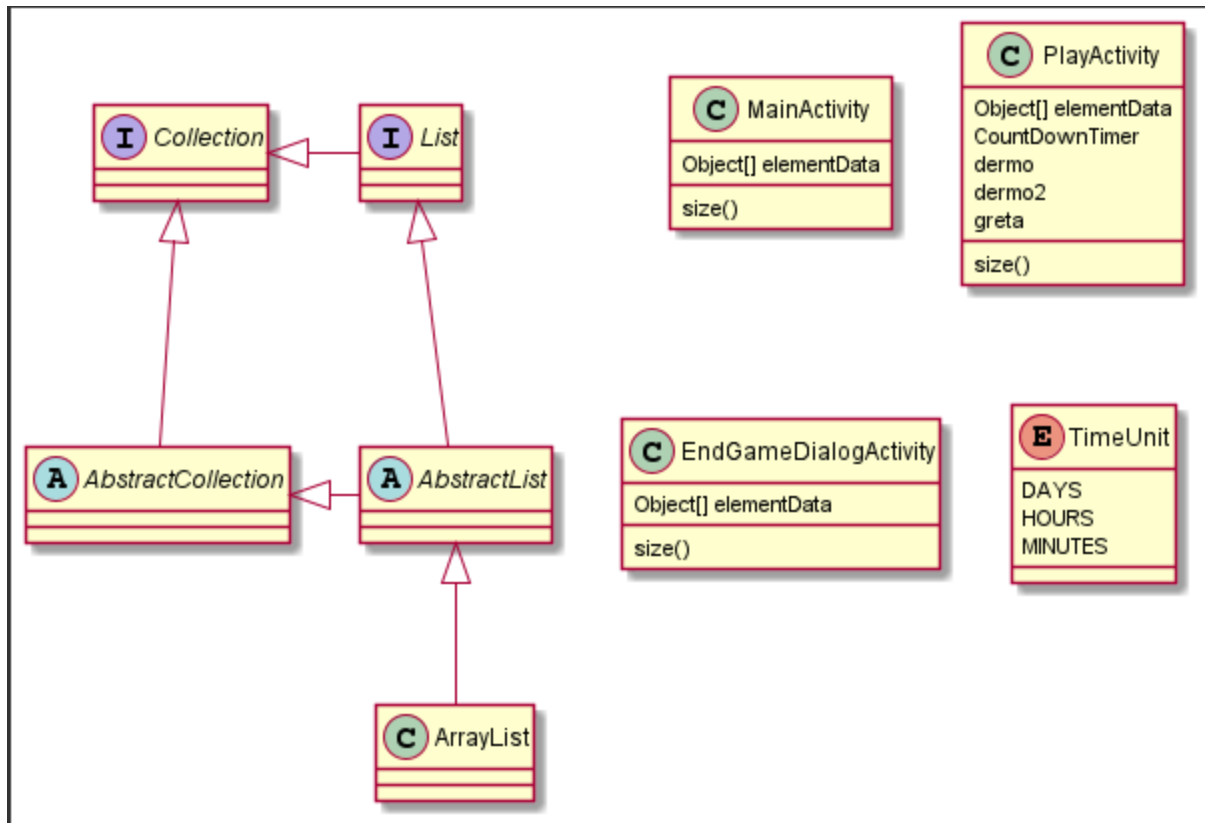 I Collection
I List
C MainActivity
Object[] elementData
size()
C PlayActivity
Object[] elementData
CountDownTimer
dermo
dermo2
greta
size()
A AbstractCollection
A AbstractList
C EndGameDialogActivity
Object[] elementData
size()
E TimeUnit
DAYS
HOURS
MINUTES
C ArrayList